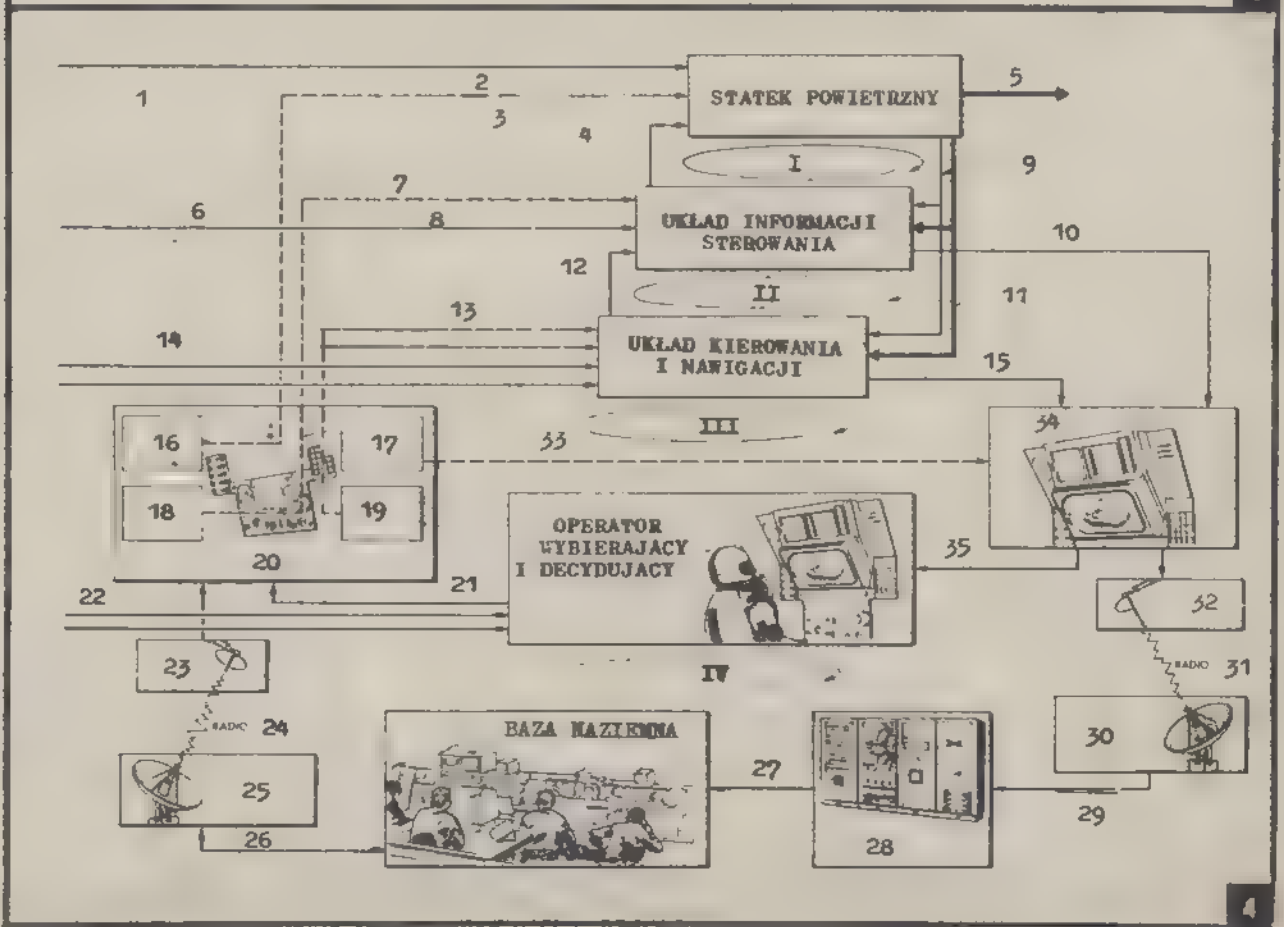 1
2
3
4
STATEK POWIETRZNY
5
I
9
6
7
8
UKŁAD INFORMACJI
STEROWANIA
10
12
II
11
13
14
UKŁAD KIEROWANIA
I NAWIGACJI
15
III
16
17
18
19
20
33
34
OPERATOR
WYBIERAJACY
I DECYDUJACY
35
21
22
32
IV
23
RADIO 24
RADIO 31
25
26
BAZA NAZIEMNA
27
28
29
30
4